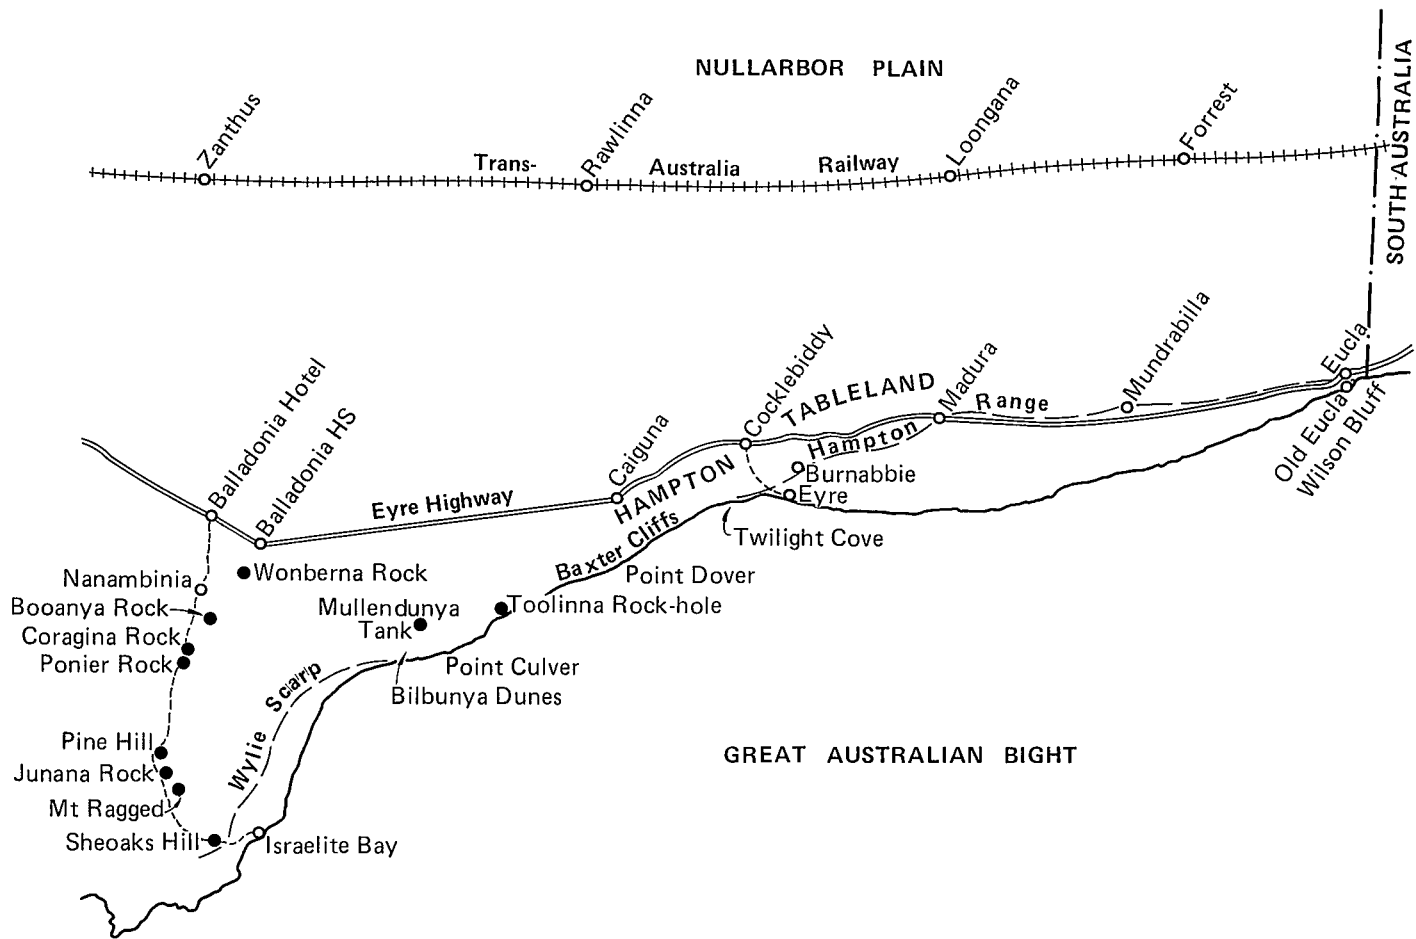 NULLARBOR PLAIN
SOUTH AUSTRALIA
Zanthus
Trans-
Rawlinna
Australia
Railway
Loongana
Forrest
Balladonia Hotel
Balladonia HS
Eyre Highway
Caiguna
Cocklebiddy
HAMPTON
TABLELAND
Madura
Hampton
Range
Mundrabilla
Eucla
Old Eucla
Wilson Bluff
Burnabbie
Eyre
Twilight Cove
Baxter Cliffs
Point Dover
Nanambinia
Wonberna Rock
Booanya Rock
Mullendunya
Tank
Toolinna Rock-hole
Coragina Rock
Ponier Rock
Point Culver
Bilbunya Dunes
Wylie Scarp
Pine Hill
Junana Rock
Mt Ragged
Sheoaks Hill
Israelite Bay
GREAT AUSTRALIAN BIGHT